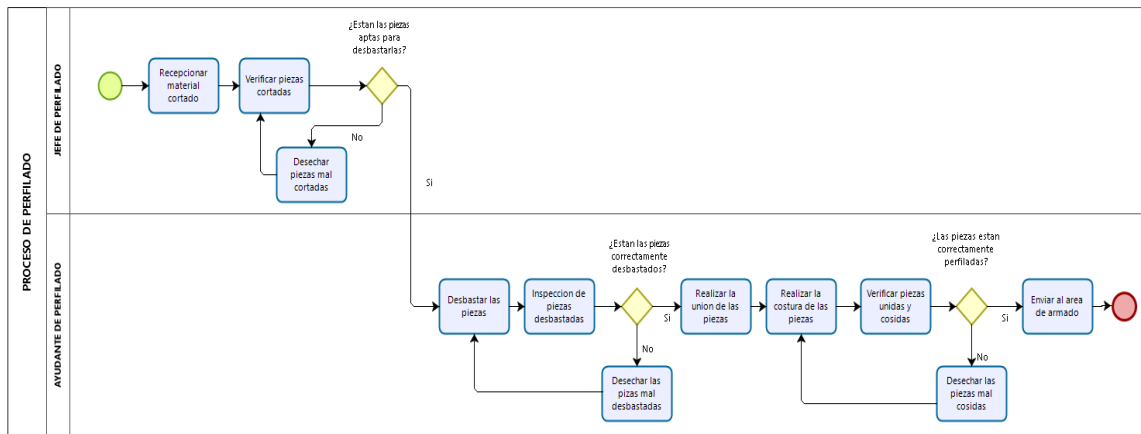 PROCESO DE PERFILADO
JEFE DE PERFILADO
¿Estan las piezas
aptas para
desbastarlas?
Recepcionar
material
cortado
Verificar piezas
cortadas
No
Desechar
piezas mal
cortadas
Si
AYUDANTE DE PERFILADO
¿Estan las piezas
correctamente
desbastados?
¿Las piezas estan
correctamente
perfiladas?
Desbastar las
piezas
Inspeccion de
piezas
desbastadas
Si
Realizar la
union de las
piezas
Realizar la
costura de las
piezas
Verificar piezas
unidas y
cosidas
Si
Enviar al area
de armado
No
Desechar las
pizas mal
desbastadas
No
Desechar las
piezas mal
cosidas